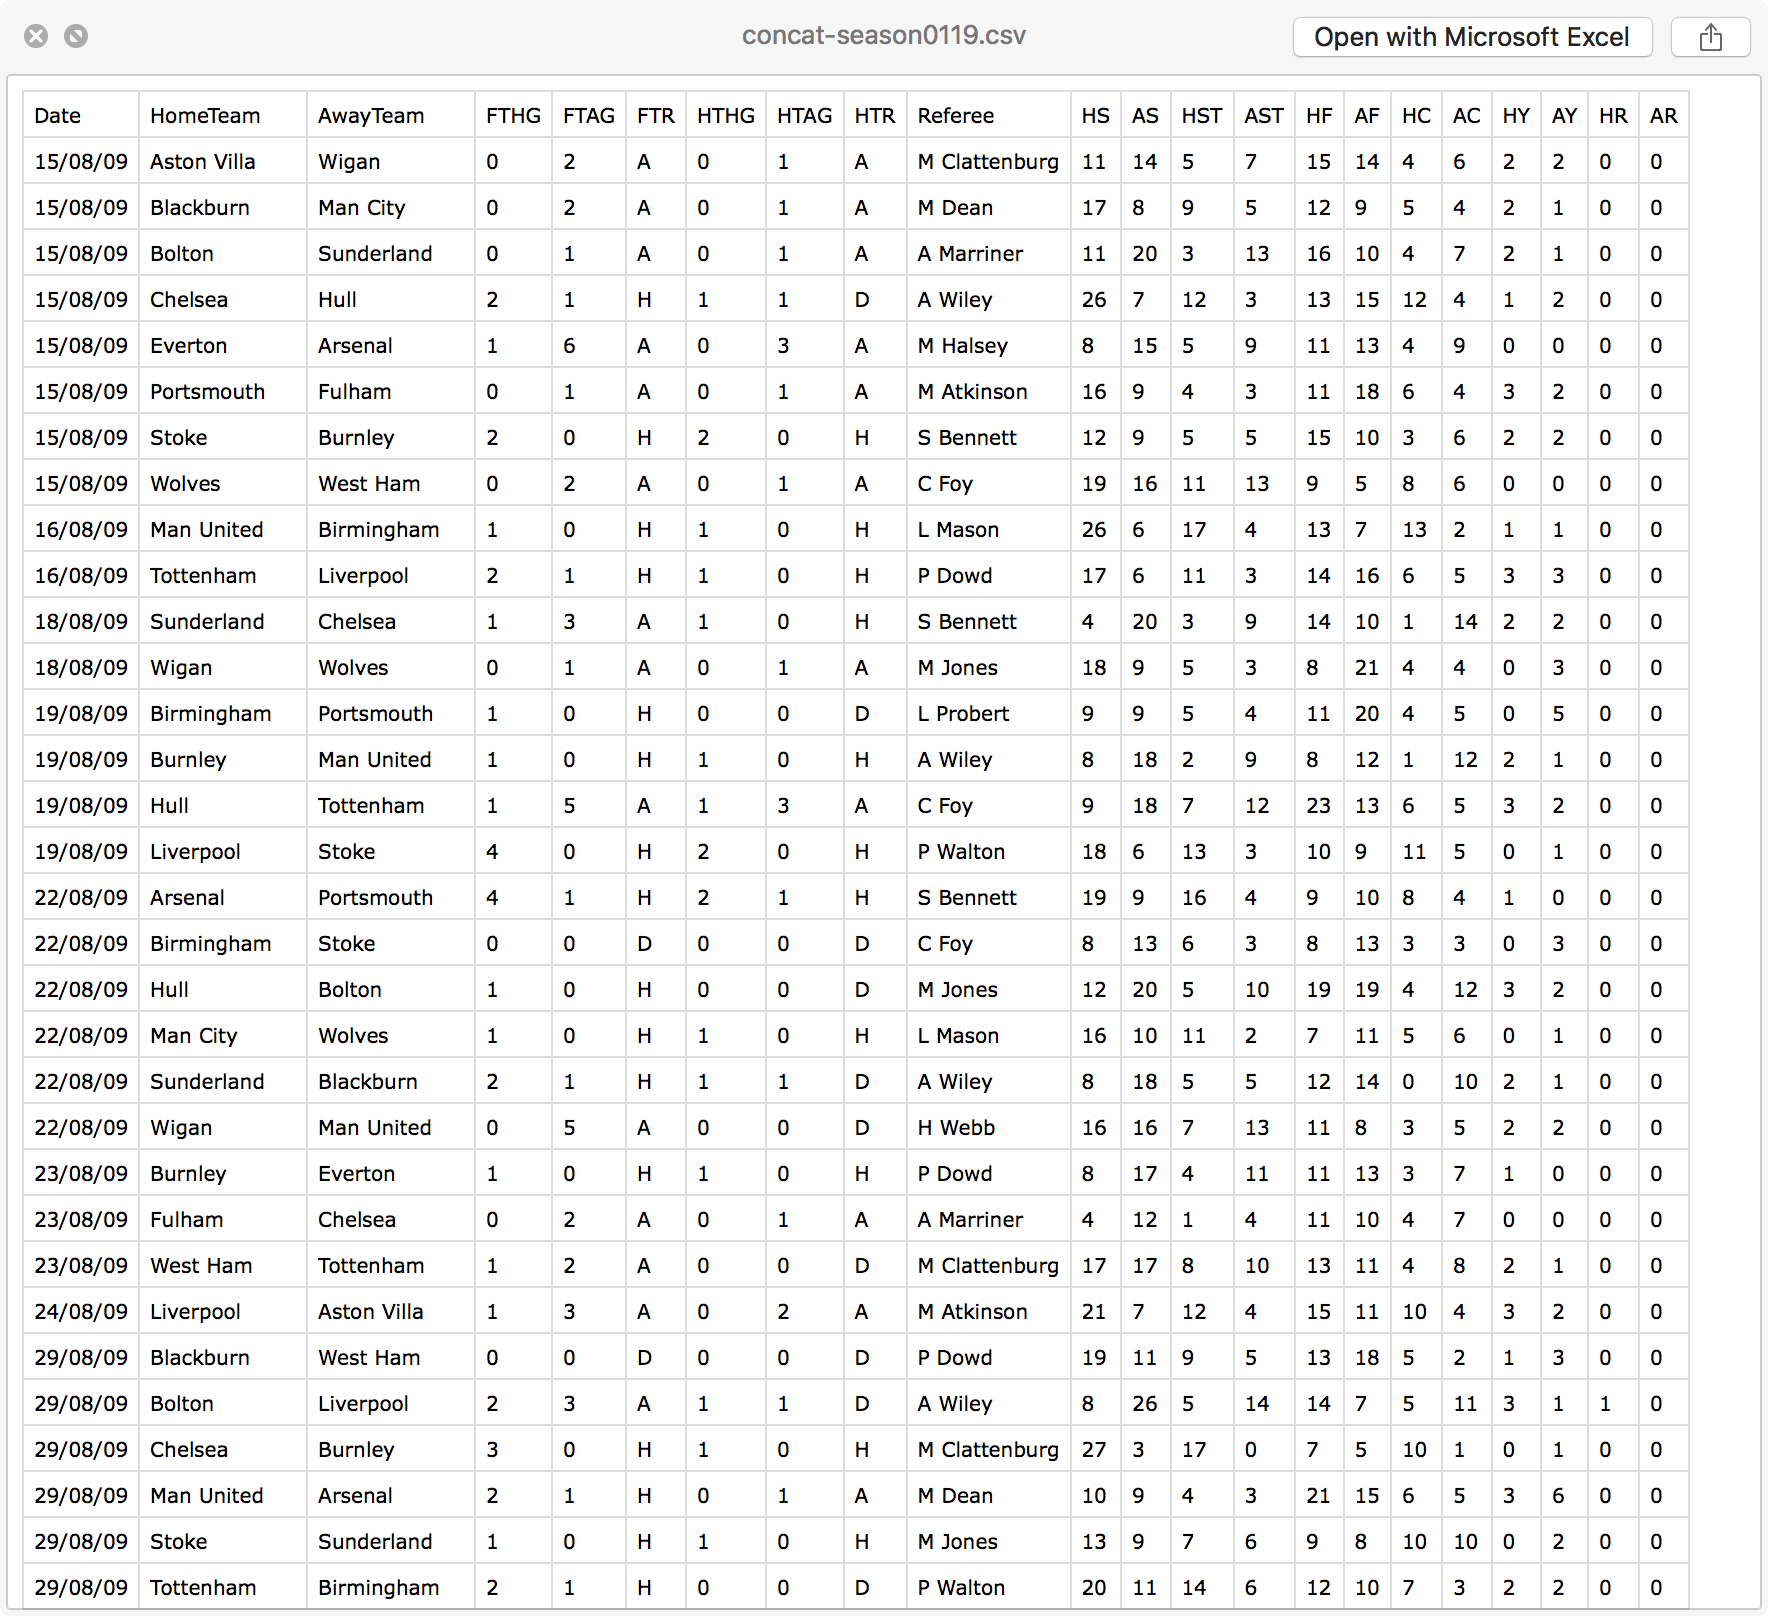 concat-season0119.csv Open with Microsoft Excel
Date HomeTeam AwayTeam FTHG FTAG FTR HTHG HTAG HTR Referee HS AS HST AST HF AF HC AC HY AY HR AR
15/08/09 Aston Villa Wigan 0 2 A 0 1 A M Clattenburg 11 14 5 7 15 14 4 6 2 2 0 0
15/08/09 Blackburn Man City 0 2 A 0 1 A M Dean 17 8 9 5 12 9 5 4 2 1 0 0
15/08/09 Bolton Sunderland 0 1 A 0 1 A A Marriner 11 20 3 13 16 10 4 7 2 1 0 0
15/08/09 Chelsea Hull 2 1 H 1 1 D A Wiley 26 7 12 3 13 15 12 4 1 2 0 0
15/08/09 Everton Arsenal 1 6 A 0 3 A M Halsey 8 15 5 9 11 13 4 9 0 0 0 0
15/08/09 Portsmouth Fulham 0 1 A 0 1 A M Atkinson 16 9 4 3 11 18 6 4 3 2 0 0
15/08/09 Stoke Burnley 2 0 H 2 0 H S Bennett 12 9 5 5 15 10 3 6 2 2 0 0
15/08/09 Wolves West Ham 0 2 A 0 1 A C Foy 19 16 11 13 9 5 8 6 0 0 0 0
16/08/09 Man United Birmingham 1 0 H 1 0 H L Mason 26 6 17 4 13 7 13 2 1 1 0 0
16/08/09 Tottenham Liverpool 2 1 H 1 0 H P Dowd 17 6 11 3 14 16 6 5 3 3 0 0
18/08/09 Sunderland Chelsea 1 3 A 1 0 H S Bennett 4 20 3 9 14 10 1 14 2 2 0 0
18/08/09 Wigan Wolves 0 1 A 0 1 A M Jones 18 9 5 3 8 21 4 4 0 3 0 0
19/08/09 Birmingham Portsmouth 1 0 H 0 0 D L Probert 9 9 5 4 11 20 4 5 0 5 0 0
19/08/09 Burnley Man United 1 0 H 1 0 H A Wiley 8 18 2 9 8 12 1 12 2 1 0 0
19/08/09 Hull Tottenham 1 5 A 1 3 A C Foy 9 18 7 12 23 13 6 5 3 2 0 0
19/08/09 Liverpool Stoke 4 0 H 2 0 H P Walton 18 6 13 3 10 9 11 5 0 1 0 0
22/08/09 Arsenal Portsmouth 4 1 H 2 1 H S Bennett 19 9 16 4 9 10 8 4 1 0 0 0
22/08/09 Birmingham Stoke 0 0 D 0 0 D C Foy 8 13 6 3 8 13 3 3 0 3 0 0
22/08/09 Hull Bolton 1 0 H 0 0 D M Jones 12 20 5 10 19 19 4 12 3 2 0 0
22/08/09 Man City Wolves 1 0 H 1 0 H L Mason 16 10 11 2 7 11 5 6 0 1 0 0
22/08/09 Sunderland Blackburn 2 1 H 1 1 D A Wiley 8 18 5 5 12 14 0 10 2 1 0 0
22/08/09 Wigan Man United 0 5 A 0 0 D H Webb 16 16 7 13 11 8 3 5 2 2 0 0
23/08/09 Burnley Everton 1 0 H 1 0 H P Dowd 8 17 4 11 11 13 3 7 1 0 0 0
23/08/09 Fulham Chelsea 0 2 A 0 1 A A Marriner 4 12 1 4 11 10 4 7 0 0 0 0
23/08/09 West Ham Tottenham 1 2 A 0 0 D M Clattenburg 17 17 8 10 13 11 4 8 2 1 0 0
24/08/09 Liverpool Aston Villa 1 3 A 0 2 A M Atkinson 21 7 12 4 15 11 10 4 3 2 0 0
29/08/09 Blackburn West Ham 0 0 D 0 0 D P Dowd 19 11 9 5 13 18 5 2 1 3 0 0
29/08/09 Bolton Liverpool 2 3 A 1 1 D A Wiley 8 26 5 14 14 7 5 11 3 1 1 0
29/08/09 Chelsea Burnley 3 0 H 1 0 H M Clattenburg 27 3 17 0 7 5 10 1 0 1 0 0
29/08/09 Man United Arsenal 2 1 H 0 1 A M Dean 10 9 4 3 21 15 6 5 3 6 0 0
29/08/09 Stoke Sunderland 1 0 H 1 0 H M Jones 13 9 7 6 9 8 10 10 0 2 0 0
29/08/09 Tottenham Birmingham 2 1 H 0 0 D P Walton 20 11 14 6 12 10 7 3 2 2 0 0